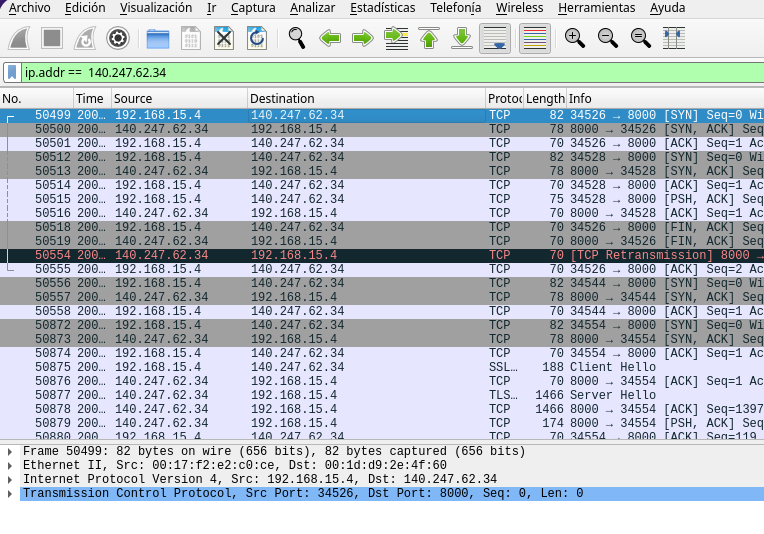 Archivo Edición Visualización Ir Captura Analizar Estadísticas Telefonía Wireless Herramientas Ayuda
ip.addr == 140.247.62.34
No. Time Source Destination Protoc Length Info
50499 200… 192.168.15.4 140.247.62.34 TCP 82 34526 → 8000 [SYN] Seq=0 Wi
50500 200… 140.247.62.34 192.168.15.4 TCP 78 8000 → 34526 [SYN, ACK] Seq
50501 200… 192.168.15.4 140.247.62.34 TCP 70 34526 → 8000 [ACK] Seq=1 Ac
50512 200… 192.168.15.4 140.247.62.34 TCP 82 34528 → 8000 [SYN] Seq=0 Wi
50513 200… 140.247.62.34 192.168.15.4 TCP 78 8000 → 34528 [SYN, ACK] Seq
50514 200… 192.168.15.4 140.247.62.34 TCP 70 34528 → 8000 [ACK] Seq=1 Ac
50515 200… 192.168.15.4 140.247.62.34 TCP 75 34528 → 8000 [PSH, ACK] Seq
50516 200… 140.247.62.34 192.168.15.4 TCP 70 8000 → 34528 [ACK] Seq=1 Ac
50518 200… 192.168.15.4 140.247.62.34 TCP 70 34526 → 8000 [FIN, ACK] Seq
50519 200… 140.247.62.34 192.168.15.4 TCP 70 8000 → 34526 [FIN, ACK] Seq
50554 200… 140.247.62.34 192.168.15.4 TCP 70 [TCP Retransmission] 8000 →
50555 200… 192.168.15.4 140.247.62.34 TCP 70 34526 → 8000 [ACK] Seq=2 Ac
50556 200… 192.168.15.4 140.247.62.34 TCP 82 34544 → 8000 [SYN] Seq=0 Wi
50557 200… 140.247.62.34 192.168.15.4 TCP 78 8000 → 34544 [SYN, ACK] Seq
50558 200… 192.168.15.4 140.247.62.34 TCP 70 34544 → 8000 [ACK] Seq=1 Ac
50872 200… 192.168.15.4 140.247.62.34 TCP 82 34554 → 8000 [SYN] Seq=0 Wi
50873 200… 140.247.62.34 192.168.15.4 TCP 78 8000 → 34554 [SYN, ACK] Seq
50874 200… 192.168.15.4 140.247.62.34 TCP 70 34554 → 8000 [ACK] Seq=1 Ac
50875 200… 192.168.15.4 140.247.62.34 SSL… 188 Client Hello
50876 200… 140.247.62.34 192.168.15.4 TCP 70 8000 → 34554 [ACK] Seq=1 Ac
50877 200… 140.247.62.34 192.168.15.4 TLS… 1466 Server Hello
50878 200… 140.247.62.34 192.168.15.4 TCP 1466 8000 → 34554 [ACK] Seq=1397
50879 200… 140.247.62.34 192.168.15.4 TCP 174 8000 → 34554 [PSH, ACK] Seq
50880 200… 192.168.15.4 140.247.62.34 TCP 70 34554 → 8000 [ACK] Seq=119
Frame 50499: 82 bytes on wire (656 bits), 82 bytes captured (656 bits)
Ethernet II, Src: 00:17:f2:e2:c0:ce, Dst: 00:1d:d9:2e:4f:60
Internet Protocol Version 4, Src: 192.168.15.4, Dst: 140.247.62.34
Transmission Control Protocol, Src Port: 34526, Dst Port: 8000, Seq: 0, Len: 0